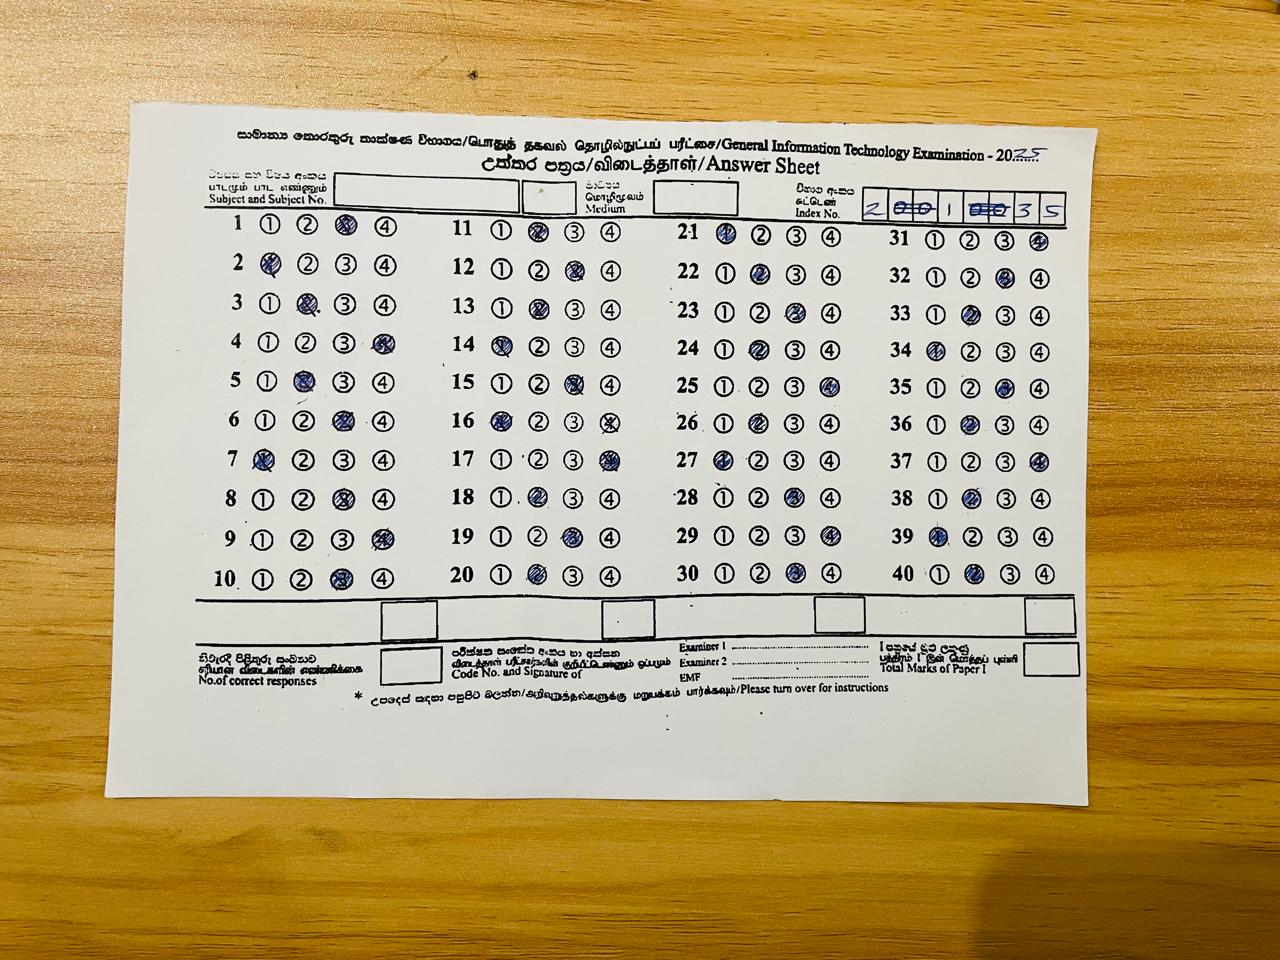 සාමාන්‍ය තොරතුරු තාක්ෂණ විභාගය/பொதுத் தகவல் தொழில்நுட்பப் பரீட்சை/General Information Technology Examination - 2025
උත්තර පත්‍රය/விடைத்தாள்/Answer Sheet
විෂයය සහ විෂය අංකය
பாடமும் பாட எண்ணும்
Subject and Subject No.
මාධ්‍යය
மொழிமூலம்
Medium
විභාග අංකය
சுட்டெண்
Index No.
2 1 3 5
1 ① ② ③ ④ 11 ① ② ③ ④ 21 ① ② ③ ④ 31 ① ② ③ ④
2 ① ② ③ ④ 12 ① ② ③ ④ 22 ① ② ③ ④ 32 ① ② ③ ④
3 ① ② ③ ④ 13 ① ② ③ ④ 23 ① ② ③ ④ 33 ① ② ③ ④
4 ① ② ③ ④ 14 ① ② ③ ④ 24 ① ② ③ ④ 34 ① ② ③ ④
5 ① ② ③ ④ 15 ① ② ③ ④ 25 ① ② ③ ④ 35 ① ② ③ ④
6 ① ② ③ ④ 16 ① ② ③ ④ 26 ① ② ③ ④ 36 ① ② ③ ④
7 ① ② ③ ④ 17 ① ② ③ ④ 27 ① ② ③ ④ 37 ① ② ③ ④
8 ① ② ③ ④ 18 ① ② ③ ④ 28 ① ② ③ ④ 38 ① ② ③ ④
9 ① ② ③ ④ 19 ① ② ③ ④ 29 ① ② ③ ④ 39 ① ② ③ ④
10 ① ② ③ ④ 20 ① ② ③ ④ 30 ① ② ③ ④ 40 ① ② ③ ④
නිවැරදි පිළිතුරු සංඛ්‍යාව
சரியான விடைகளின் எண்ணிக்கை
No.of correct responses
පරීක්ෂක සංකේත අංකය හා අත්සන
விடைத்தாள் பரீட்சகரின் குறியீட்டெண்ணும் ஒப்பமும்
Code No. and Signature of
Examiner 1
Examiner 2
EMF
I පත්‍රයේ මුළු ලකුණු
பத்திரம் I இன் மொத்தப் புள்ளி
Total Marks of Paper I
* උපදෙස් සඳහා පසුපිට බලන්න/அறிவுறுத்தல்களுக்கு மறுபக்கம் பார்க்கவும்/Please turn over for instructions